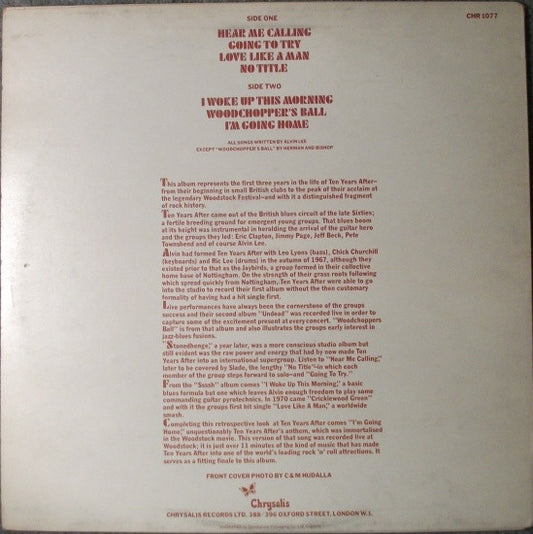 SIDE ONE
CHR 1077
HEAR ME CALLING
GOING TO TRY
LOVE LIKE A MAN
NO TITLE
SIDE TWO
I WOKE UP THIS MORNING
WOODCHOPPER'S BALL
I'M GOING HOME
ALL SONGS WRITTEN BY ALVIN LEE
EXCEPT "WOODCHOPPER'S BALL" BY HERMAN AND BISHOP
This album represents the first three years in the life of Ten Years After—
from their beginning in small British clubs to the peak of their acclaim at
the legendary Woodstock Festival—and with it a distinguished fragment
of rock history.
Ten Years After came out of the British blues circuit of the late Sixties;
a fertile breeding ground for emergent young groups. That blues boom
at its height was instrumental in heralding the arrival of the guitar hero
and the groups they led: Eric Clapton, Jimmy Page, Jeff Beck, Pete
Townshend and of course Alvin Lee.
Alvin had formed Ten Years After with Leo Lyons (bass), Chick Churchill
(keyboards) and Ric Lee (drums) in the autumn of 1967, although they
existed prior to that as the Jaybirds, a group formed in their collective
home base of Nottingham. On the strength of their grass roots following
which spread quickly from Nottingham, Ten Years After were able to go
into the studio to record their first album without the then customary
formality of having had a hit single first.
Live performances have always been the cornerstone of the groups
success and their second album "Undead" was recorded live in order to
capture some of the excitement present at every concert. "Woodchoppers
Ball" is from that album and also illustrates the groups early interest in
jazz-blues fusions.
"Stonedhenge," a year later, was a more conscious studio album but
still evident was the raw power and energy that had by now made Ten
Years After into an international supergroup. Listen to "Hear Me Calling,"
later to be covered by Slade, the lengthy "No Title"-in which each
member of the group steps forward to solo—and "Going To Try."
From the "Ssssh" album comes "I Woke Up This Morning," a basic
blues formula but one which leaves Alvin enough freedom to play some
commanding guitar pyrotechnics. In 1970 came "Cricklewood Green"
and with it the groups first hit single "Love Like A Man," a worldwide
smash.
Completing this retrospective look at Ten Years After comes "I'm Going
Home," unquestionably Ten Years After's anthem, which was immortalised
in the Woodstock movie. This version of that song was recorded live at
Woodstock; it is just over 11 minutes of the kind of music that has made
Ten Years After into one of the world's leading rock 'n' roll attractions. It
serves as a fitting finale to this album.
FRONT COVER PHOTO BY C & M HUDALLA
Chrysalis
CHRYSALIS RECORDS LTD. 388/396 OXFORD STREET, LONDON W.1.